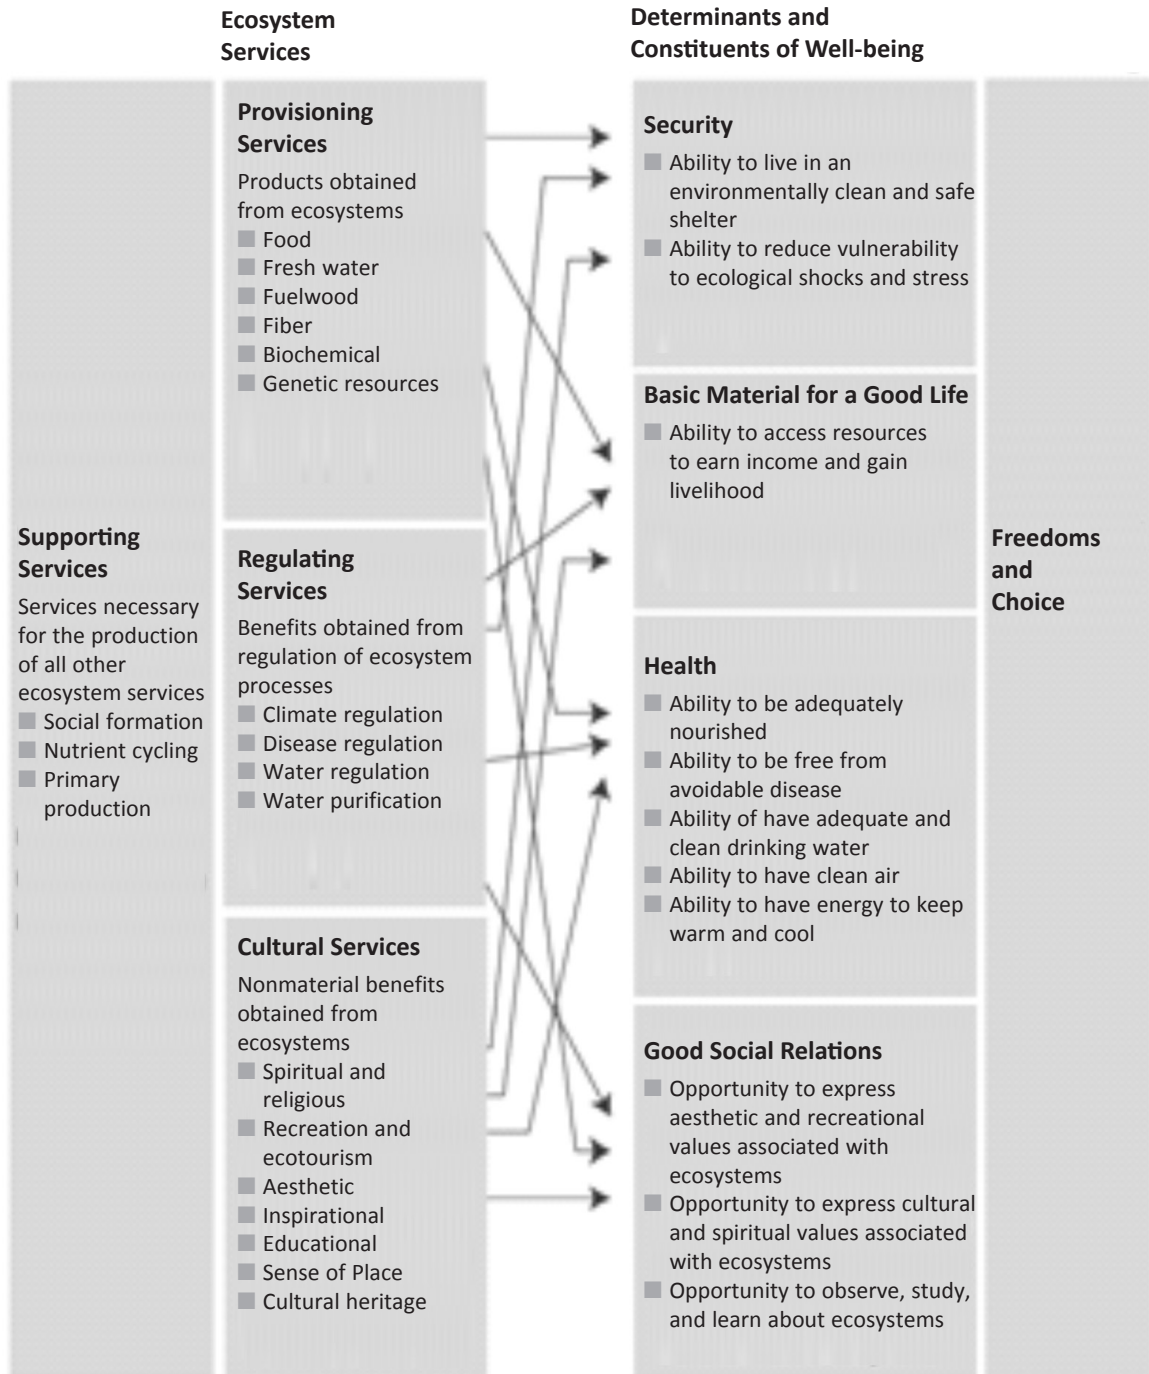 Ecosystem
Services
Determinants and
Constituents of Well-being
Supporting
Services
Services necessary
for the production
of all other
ecosystem services
Social formation
Nutrient cycling
Primary
production
Provisioning
Services
Products obtained
from ecosystems
Food
Fresh water
Fuelwood
Fiber
Biochemical
Genetic resources
Regulating
Services
Benefits obtained from
regulation of ecosystem
processes
Climate regulation
Disease regulation
Water regulation
Water purification
Cultural Services
Nonmaterial benefits
obtained from
ecosystems
Spiritual and
religious
Recreation and
ecotourism
Aesthetic
Inspirational
Educational
Sense of Place
Cultural heritage
Security
Ability to live in an
environmentally clean and safe
shelter
Ability to reduce vulnerability
to ecological shocks and stress
Basic Material for a Good Life
Ability to access resources
to earn income and gain
livelihood
Health
Ability to be adequately
nourished
Ability to be free from
avoidable disease
Ability of have adequate and
clean drinking water
Ability to have clean air
Ability to have energy to keep
warm and cool
Good Social Relations
Opportunity to express
aesthetic and recreational
values associated with
ecosystems
Opportunity to express cultural
and spiritual values associated
with ecosystems
Opportunity to observe, study,
and learn about ecosystems
Freedoms
and
Choice